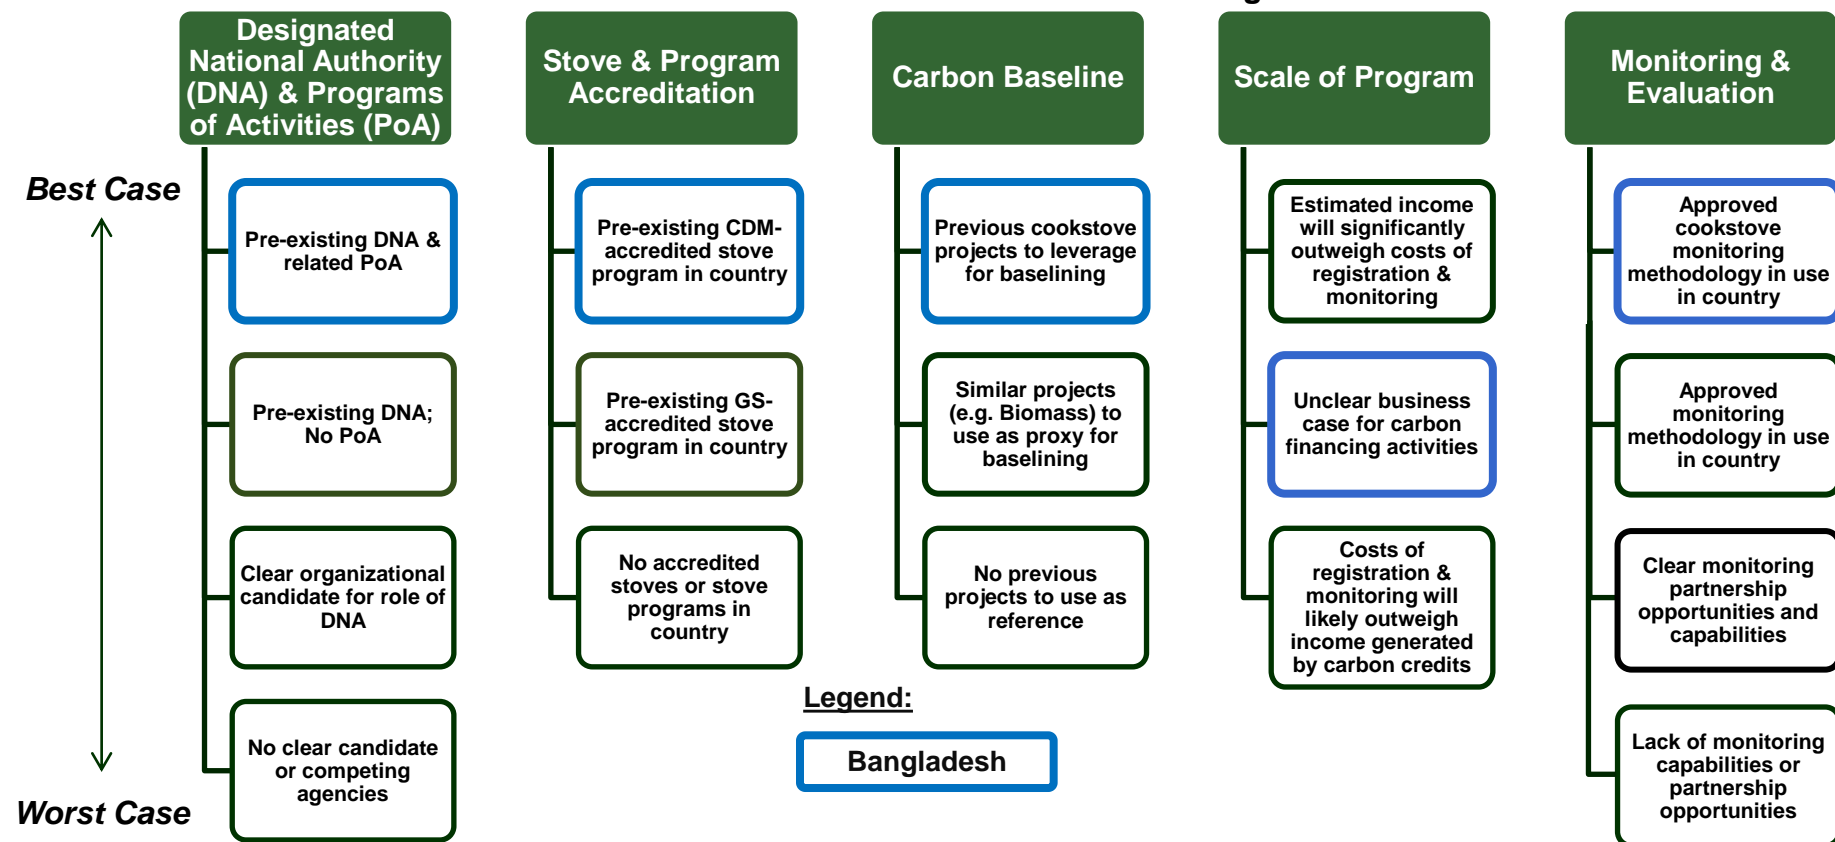 Designated
National Authority
(DNA) & Programs
of Activities (PoA)
Stove & Program
Accreditation
Carbon Baseline
Scale of Program
Monitoring &
Evaluation
Best Case
Worst Case
Pre-existing DNA &
related PoA
Pre-existing DNA;
No PoA
Clear organizational
candidate for role of
DNA
No clear candidate
or competing
agencies
Pre-existing CDM-
accredited stove
program in country
Pre-existing GS-
accredited stove
program in country
No accredited
stoves or stove
programs in
country
Previous cookstove
projects to leverage
for baselining
Similar projects
(e.g. Biomass) to
use as proxy for
baselining
No previous
projects to use as
reference
Estimated income
will significantly
outweigh costs of
registration &
monitoring
Unclear business
case for carbon
financing activities
Costs of
registration &
monitoring will
likely outweigh
income generated
by carbon credits
Approved
cookstove
monitoring
methodology in use
in country
Approved
monitoring
methodology in use
in country
Clear monitoring
partnership
opportunities and
capabilities
Lack of monitoring
capabilities or
partnership
opportunities
Legend:
Bangladesh